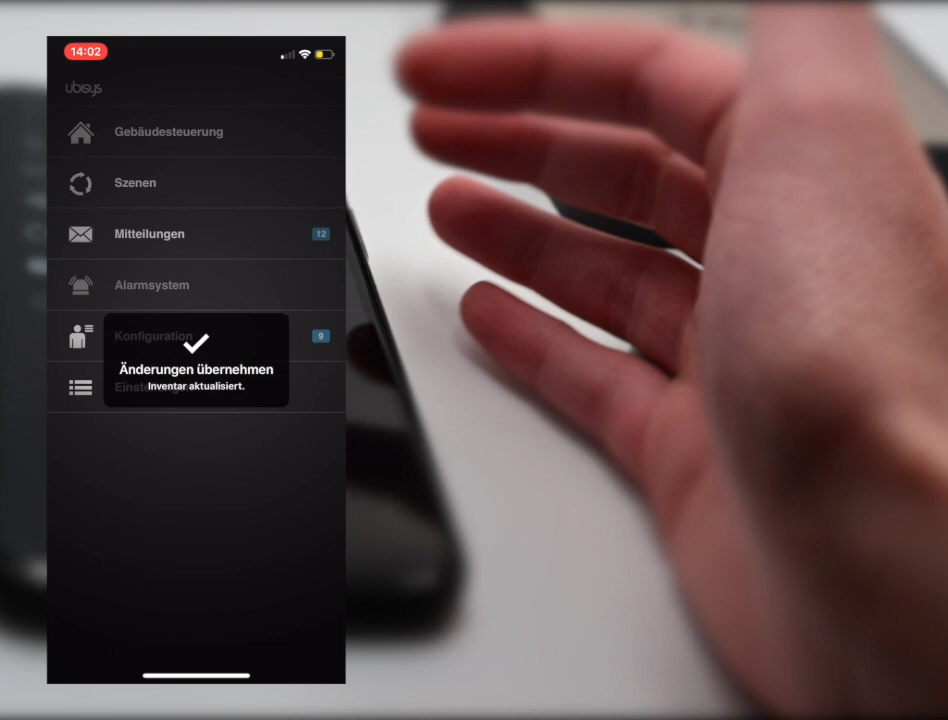 14:02
ubisys
Gebäudesteuerung
Szenen
Mitteilungen
12
Alarmsystem
Konfiguration
9
Änderungen übernehmen
Inventar aktualisiert.